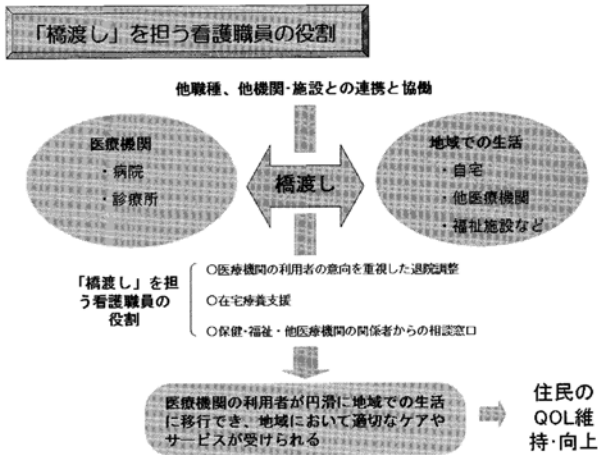 「橋渡し」を担う看護職員の役割
他職種、他機関･施設との連携と協働
医療機関
・病院
・診療所
橋渡し
地域での生活
・自宅
・他医療機関
・福祉施設など
「橋渡し」を担
う看護職員の
役割
○医療機関の利用者の意向を重視した退院調整
○在宅療養支援
○保健･福祉・他医療機関の関係者からの相談窓口
医療機関の利用者が円滑に地域での生活
に移行でき、地域において適切なケアや
サービスが受けられる
住民の
QOL維
持･向上